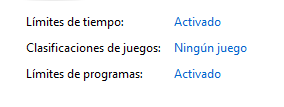 Límites de tiempo: Activado
Clasificaciones de juegos: Ningún juego
Límites de programas: Activado